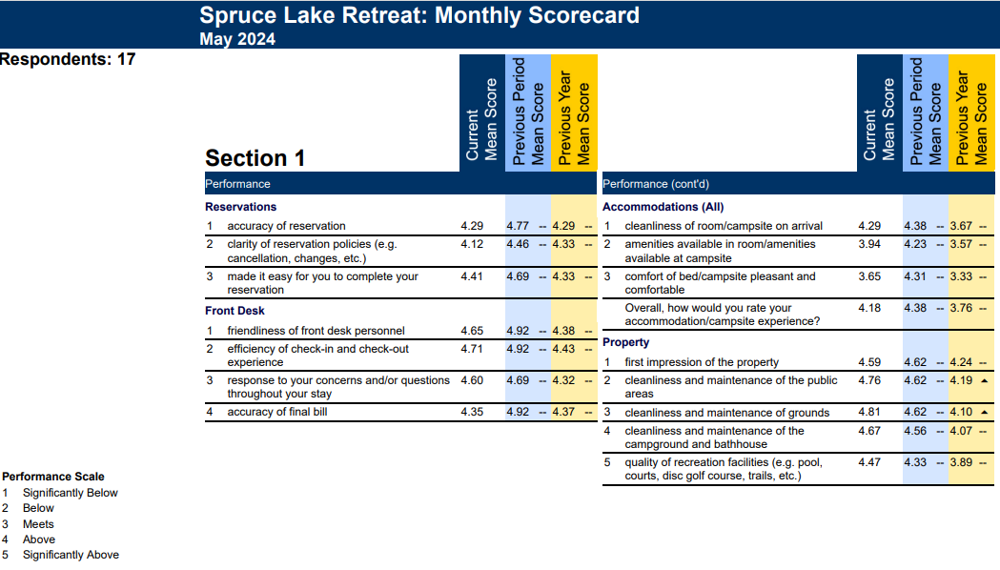 Spruce Lake Retreat: Monthly Scorecard
May 2024
Respondents: 17
Section 1
Current
Mean Score
Previous Period
Mean Score
Previous Year
Mean Score
Performance
Reservations
1 accuracy of reservation 4.29 4.77 -- 4.29 --
2 clarity of reservation policies (e.g. 4.12 4.46 -- 4.33 --
cancellation, changes, etc.)
3 made it easy for you to complete your 4.41 4.69 -- 4.33 --
reservation
Front Desk
1 friendliness of front desk personnel 4.65 4.92 -- 4.38 --
2 efficiency of check-in and check-out 4.71 4.92 -- 4.43 --
experience
3 response to your concerns and/or questions 4.60 4.69 -- 4.32 --
throughout your stay
4 accuracy of final bill 4.35 4.92 -- 4.37 --
Current
Mean Score
Previous Period
Mean Score
Previous Year
Mean Score
Performance (cont'd)
Accommodations (All)
1 cleanliness of room/campsite on arrival 4.29 4.38 -- 3.67 --
2 amenities available in room/amenities 3.94 4.23 -- 3.57 --
available at campsite
3 comfort of bed/campsite pleasant and 3.65 4.31 -- 3.33 --
comfortable
Overall, how would you rate your 4.18 4.38 -- 3.76 --
accommodation/campsite experience?
Property
1 first impression of the property 4.59 4.62 -- 4.24 --
2 cleanliness and maintenance of the public 4.76 4.62 -- 4.19 ▲
areas
3 cleanliness and maintenance of grounds 4.81 4.62 -- 4.10 ▲
4 cleanliness and maintenance of the 4.67 4.56 -- 4.07 --
campground and bathhouse
5 quality of recreation facilities (e.g. pool, 4.47 4.33 -- 3.89 --
courts, disc golf course, trails, etc.)
Performance Scale
1 Significantly Below
2 Below
3 Meets
4 Above
5 Significantly Above